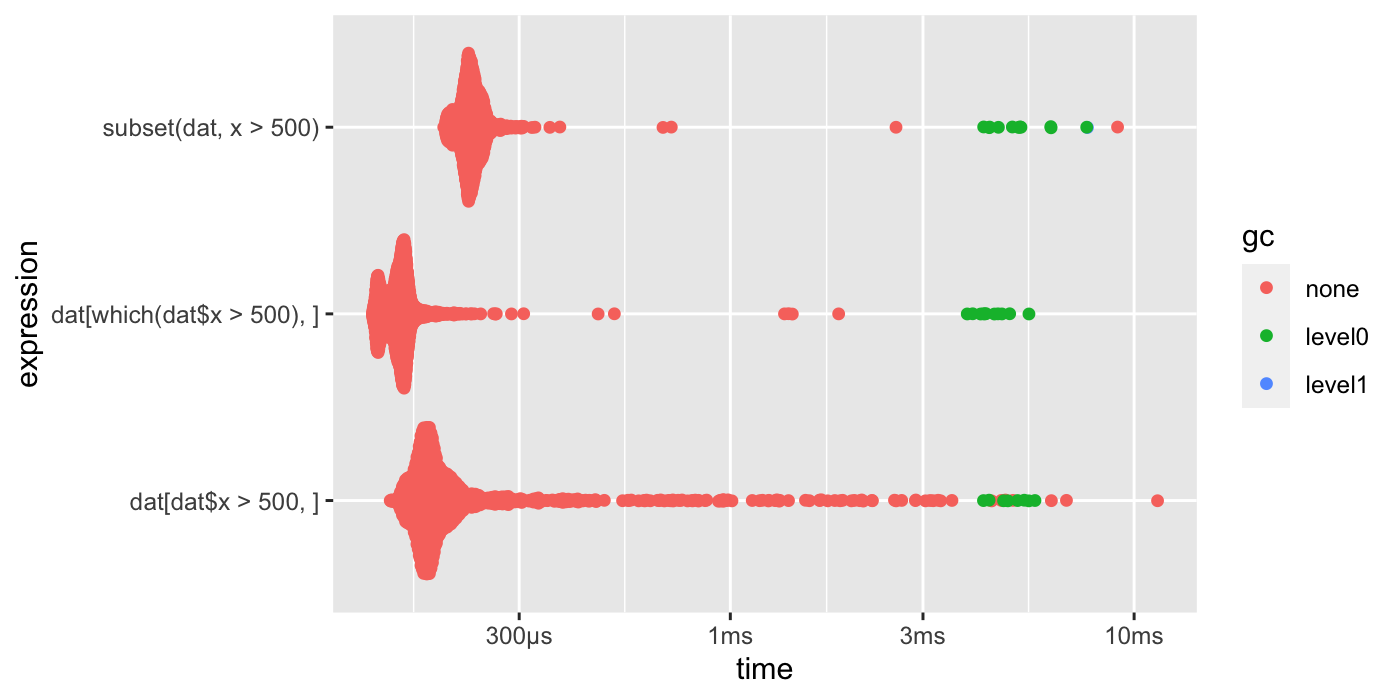 expression
subset(dat, x > 500)
dat[which(dat$x > 500), ]
dat[dat$x > 500, ]
300µs
1ms
3ms
10ms
time
gc
none
level0
level1